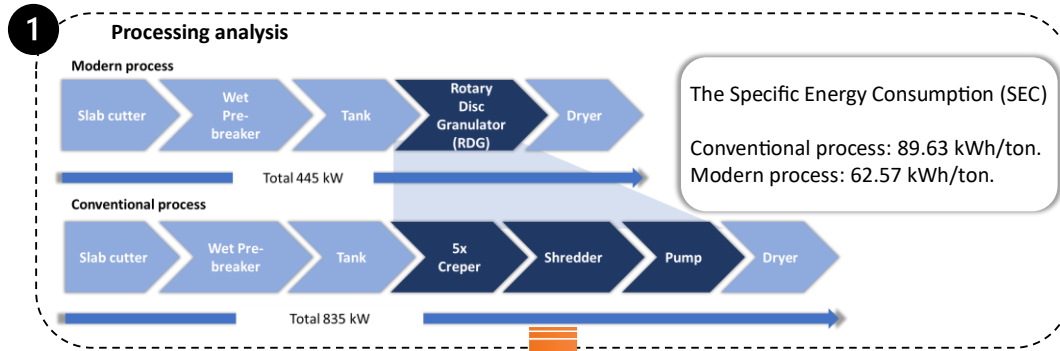 1
Processing analysis
Modern process
Slab cutter
Wet
Pre-
breaker
Tank
Rotary
Disc
Granulator
(RDG)
Dryer
Total 445 kW
The Specific Energy Consumption (SEC)
Conventional process: 89.63 kWh/ton.
Modern process: 62.57 kWh/ton.
Conventional process
Slab cutter
Wet Pre-
breaker
Tank
5x
Creper
Shredder
Pump
Dryer
Total 835 kW